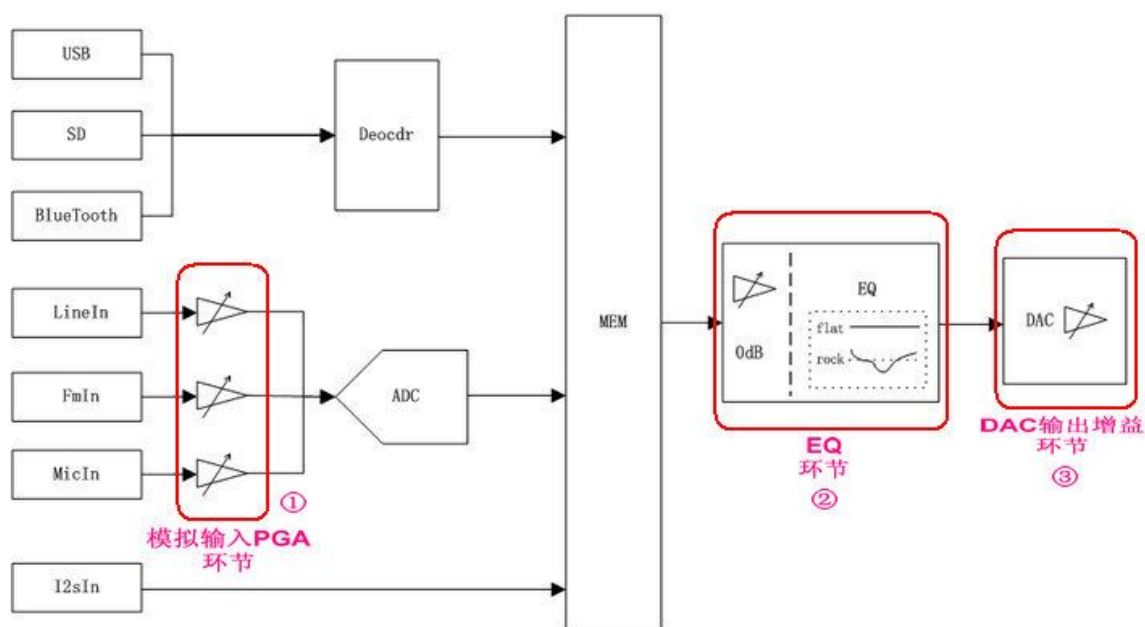 USB
SD
BlueTooth
Deocdr
LineIn
FmIn
MicIn
ADC
①
模拟输入PGA
环节
I2sIn
MEM
0dB
EQ
flat
rock
EQ
环节
②
DAC
DAC输出增益
环节
③